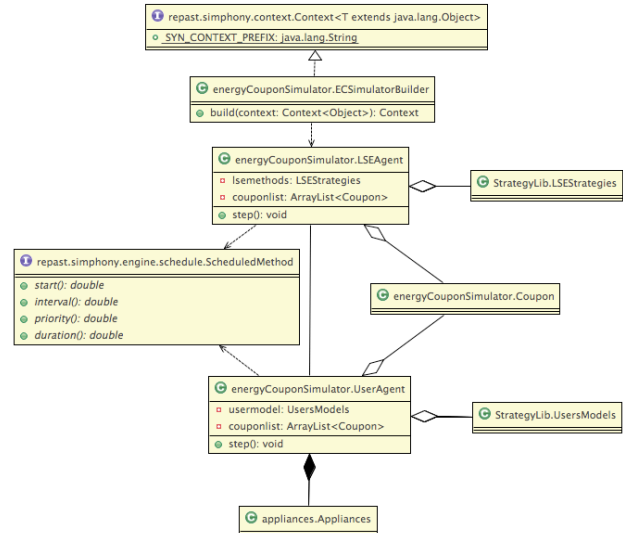 I repast.simphony.context.Context<T extends java.lang.Object>
SYN_CONTEXT_PREFIX: java.lang.String
C energyCouponSimulator.ECSimulatorBuilder
build(context: Context<Object>): Context
C energyCouponSimulator.LSEAgent
lsemethods: LSEStrategies
couponlist: ArrayList<Coupon>
step(): void
C StrategyLib.LSEStrategies
I repast.simphony.engine.schedule.ScheduledMethod
start(): double
interval(): double
priority(): double
duration(): double
C energyCouponSimulator.Coupon
C energyCouponSimulator.UserAgent
usermodel: UsersModels
couponlist: ArrayList<Coupon>
step(): void
C StrategyLib.UsersModels
C appliances.Appliances